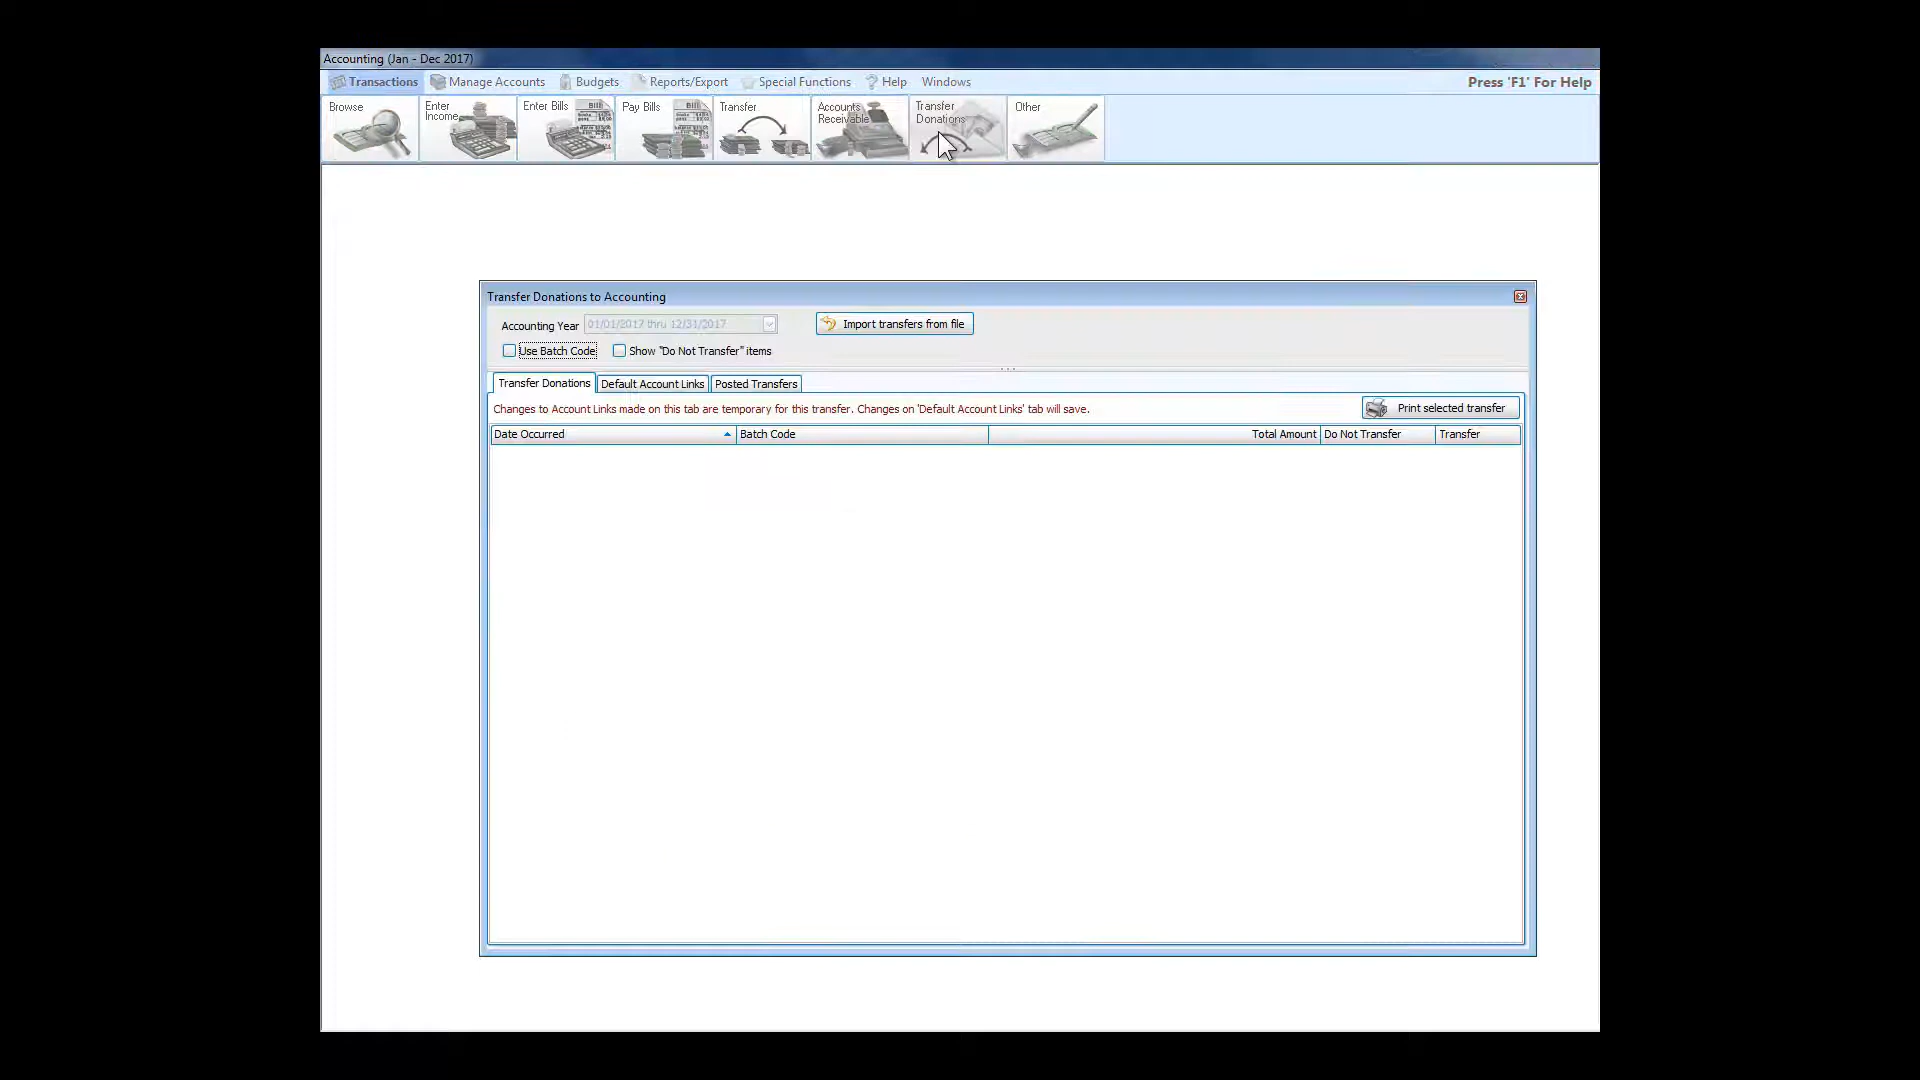 Accounting (Jan - Dec 2017)
Transactions Manage Accounts Budgets Reports/Export Special Functions Help Windows Press 'F1' For Help
Browse
Enter
Income
Enter Bills
Pay Bills
Transfer
Accounts
Receivable
Transfer
Donations
Other
Transfer Donations to Accounting
Accounting Year 01/01/2017 thru 12/31/2017 Import transfers from file
Use Batch Code Show "Do Not Transfer" items
Transfer Donations Default Account Links Posted Transfers
Changes to Account Links made on this tab are temporary for this transfer. Changes on 'Default Account Links' tab will save. Print selected transfer
Date Occurred Batch Code Total Amount Do Not Transfer Transfer